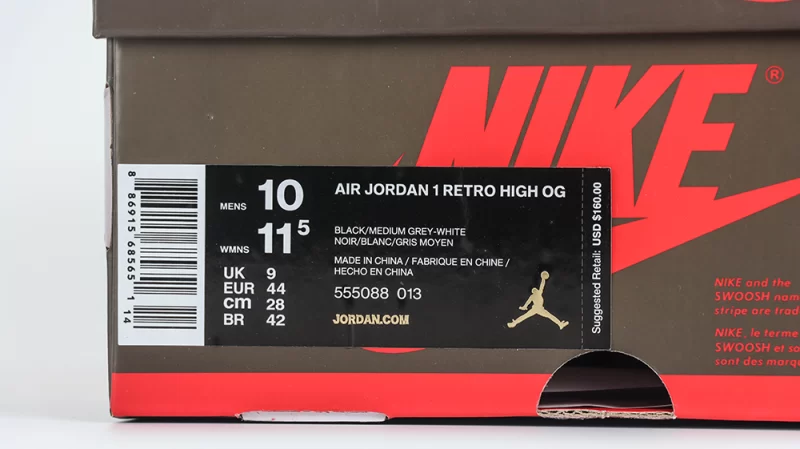 NIKE®
8 86915 68565 1 14
MENS 10
WMNS 11⁵
UK 9
EUR 44
cm 28
BR 42
AIR JORDAN 1 RETRO HIGH OG
BLACK/MEDIUM GREY-WHITE
NOIR/BLANC/GRIS MOYEN
MADE IN CHINA / FABRIQUE EN CHINE /
HECHO EN CHINA
555088 013
JORDAN.COM
Suggested Retail: USD $160.00
NIKE and the
SWOOSH
stripe are
NIKE, le terme
SWOOSH et
sont des